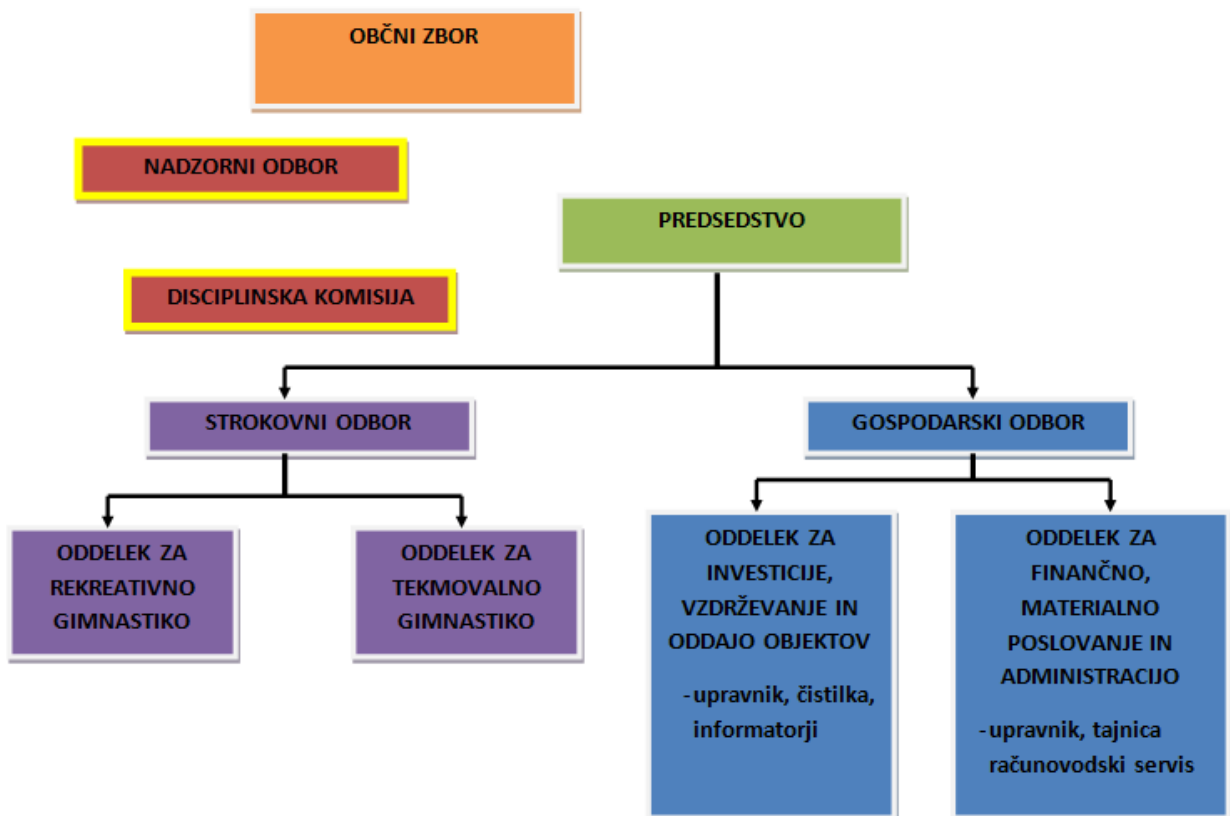 OBČNI ZBOR
NADZORNI ODBOR
PREDSEDSTVO
DISCIPLINSKA KOMISIJA
STROKOVNI ODBOR
GOSPODARSKI ODBOR
ODDELEK ZA
REKREATIVNO
GIMNASTIKO
ODDELEK ZA
TEKMOVALNO
GIMNASTIKO
ODDELEK ZA
INVESTICIJE,
VZDRŽEVANJE IN
ODDAJO OBJEKTOV
- upravnik, čistilka,
informatorji
ODDELEK ZA
FINANČNO,
MATERIALNO
POSLOVANJE IN
ADMINISTRACIJO
- upravnik, tajnica
računovodski servis